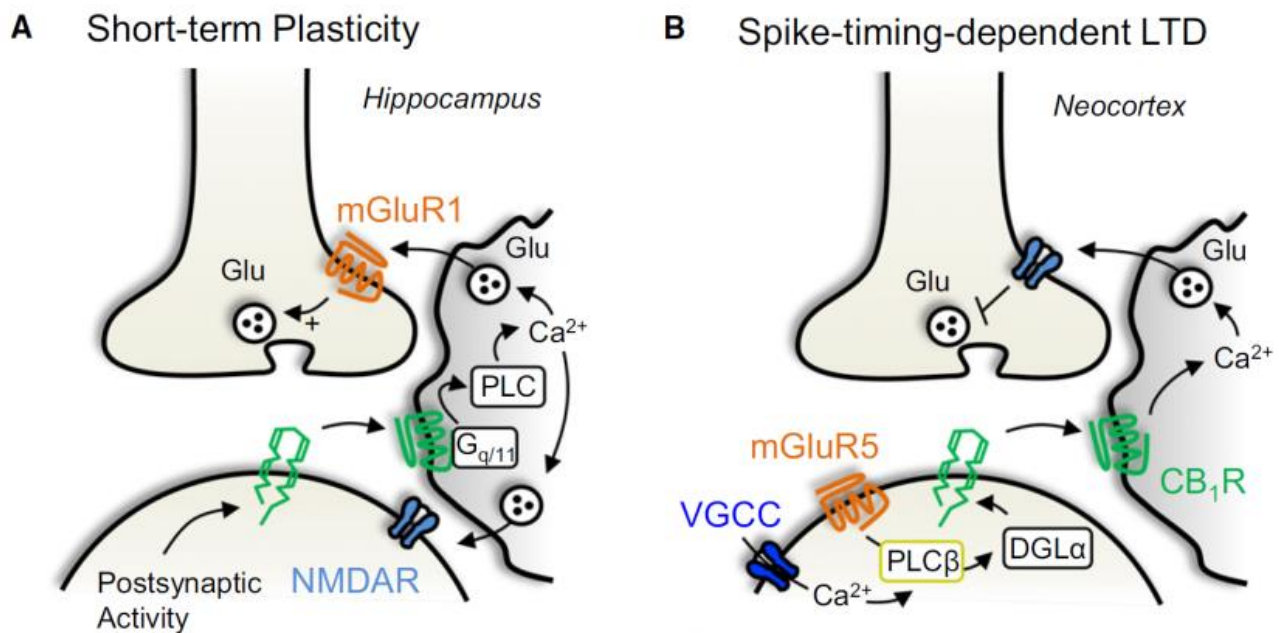 A Short-term Plasticity
Hippocampus
mGluR1
Glu
Glu
+
Ca²⁺
PLC
Gq/11
mGluR5
NMDAR
Postsynaptic
Activity
B Spike-timing-dependent LTD
Neocortex
Glu
Glu
Ca²⁺
CB₁R
VGCC
PLCβ
DGLα
Ca²⁺